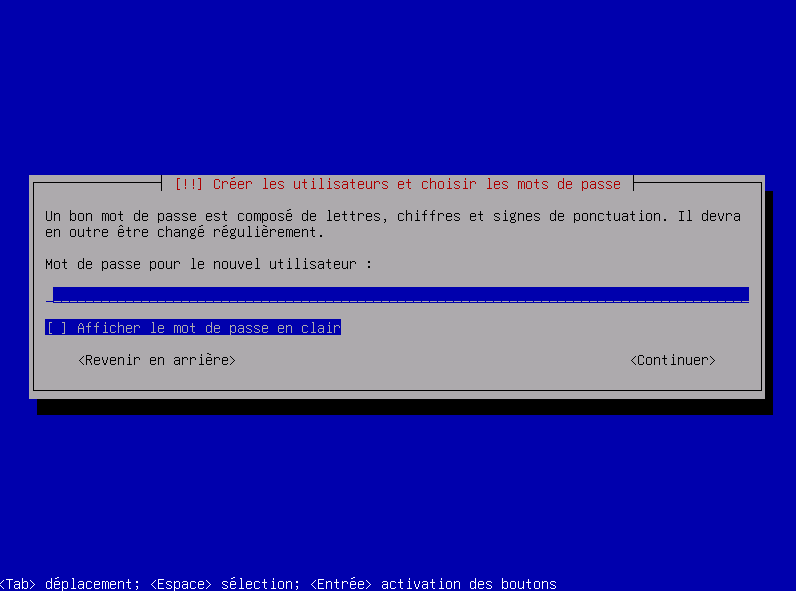 [!!] Créer les utilisateurs et choisir les mots de passe
Un bon mot de passe est composé de lettres, chiffres et signes de ponctuation. Il devra
en outre être changé régulièrement.
Mot de passe pour le nouvel utilisateur :
[ ] Afficher le mot de passe en clair
<Revenir en arrière> <Continuer>
<Tab> déplacement; <Espace> sélection; <Entrée> activation des boutons